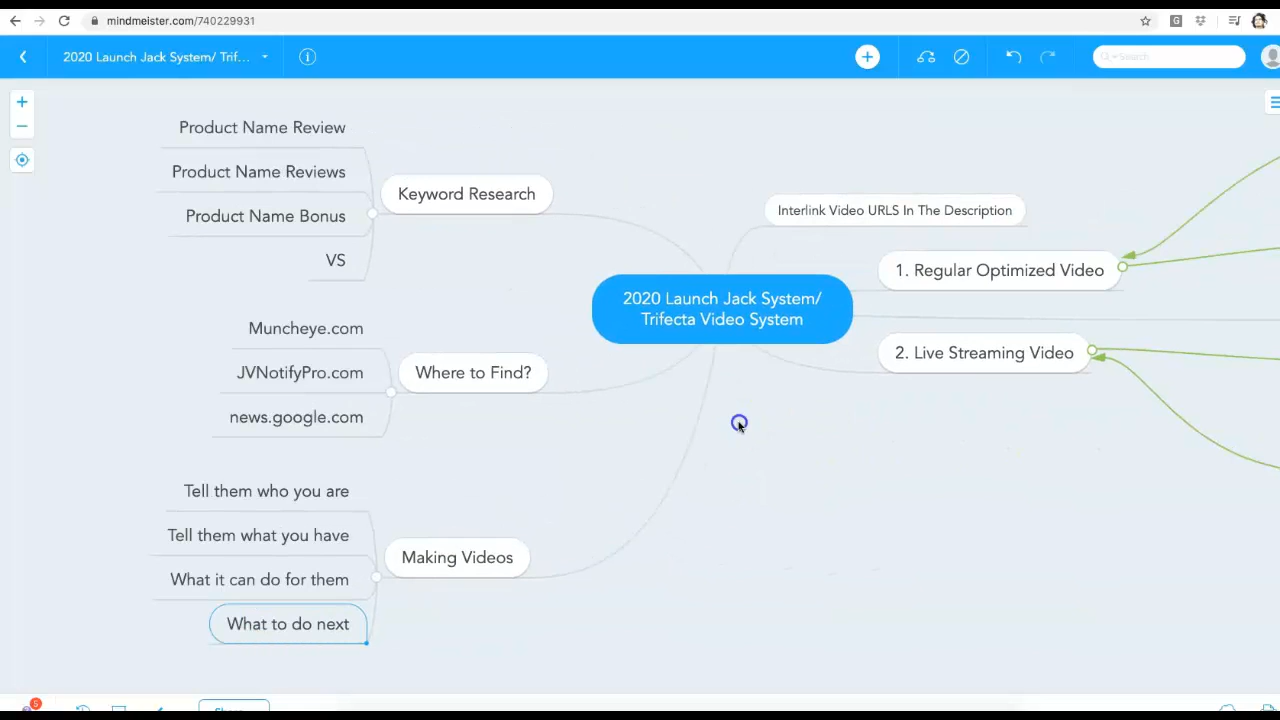 mindmeister.com/740229931
G
2020 Launch Jack System/ Trif...
Search
Product Name Review
Product Name Reviews
Product Name Bonus
VS
Keyword Research
Interlink Video URLS In The Description
1. Regular Optimized Video
2020 Launch Jack System/
Trifecta Video System
2. Live Streaming Video
Muncheye.com
JVNotifyPro.com
news.google.com
Where to Find?
Tell them who you are
Tell them what you have
What it can do for them
What to do next
Making Videos
5